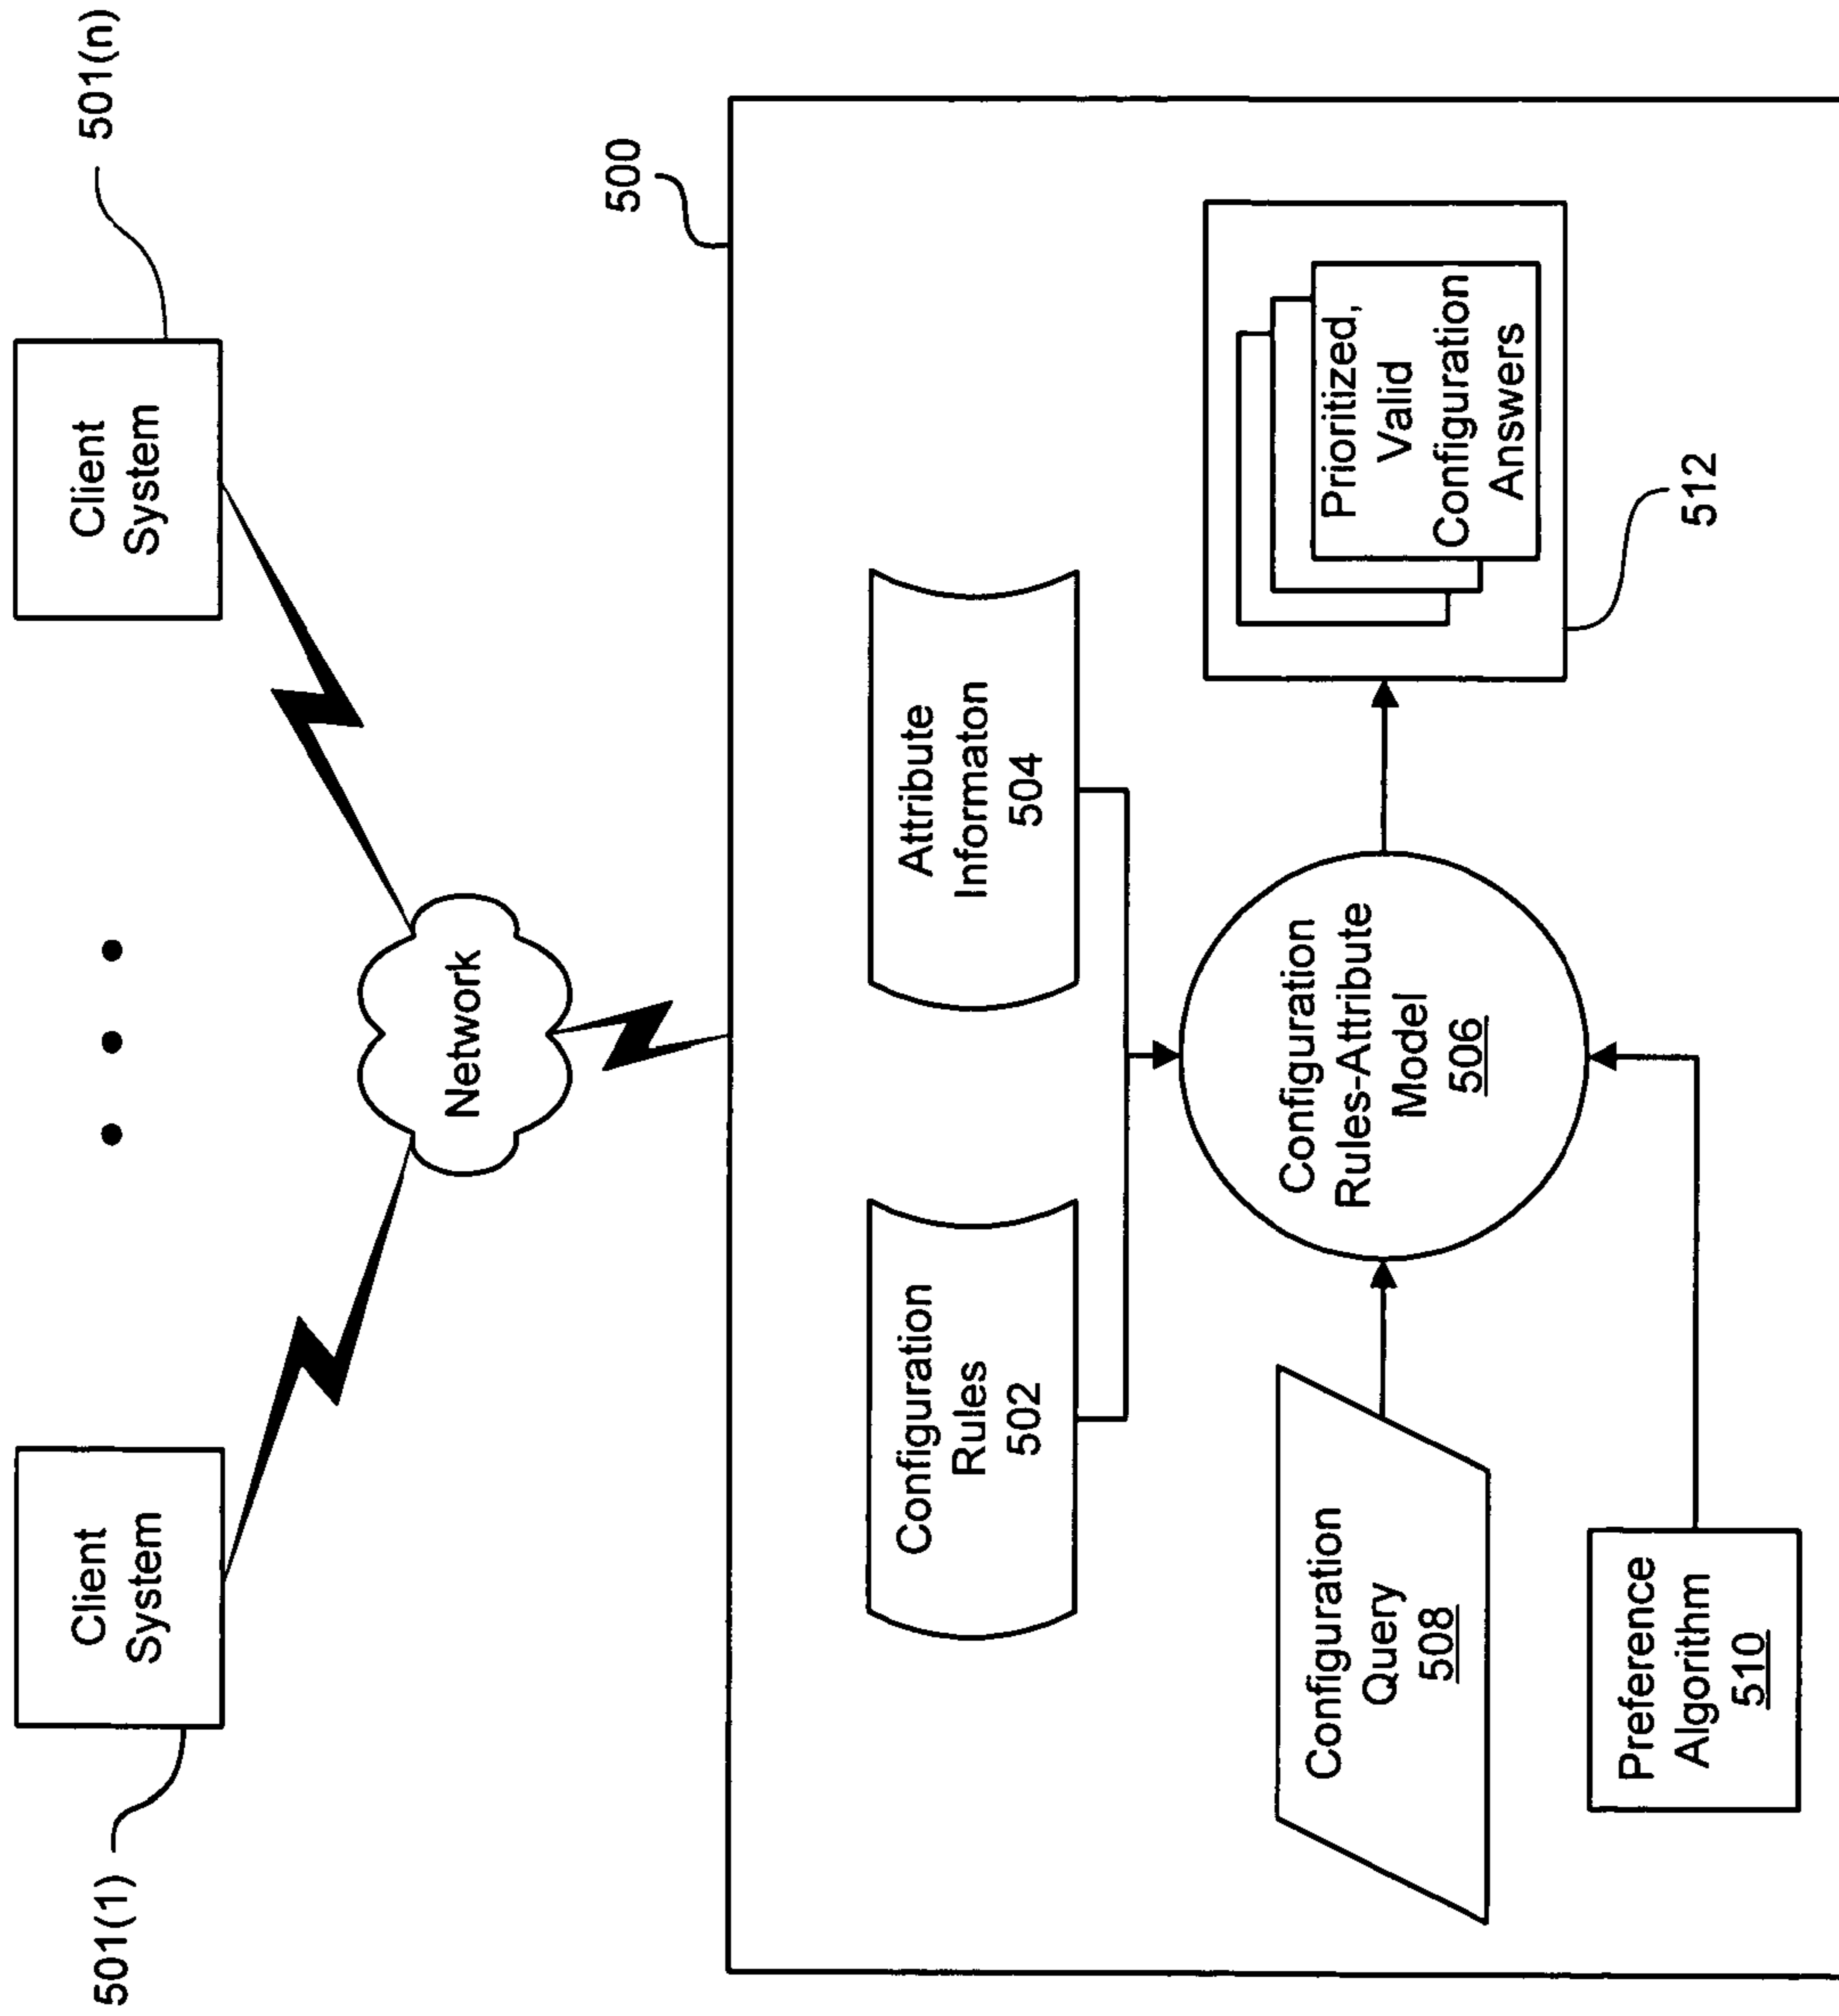 501(1)
Client
System
Client
System
501(n)
Network
500
Configuration
Rules
502
Attribute
Informaton
504
Configuration
Query
508
Configuration
Rules-Attribute
Model
506
Prioritized,
Valid
Configuration
Answers
512
Preference
Algorithm
510